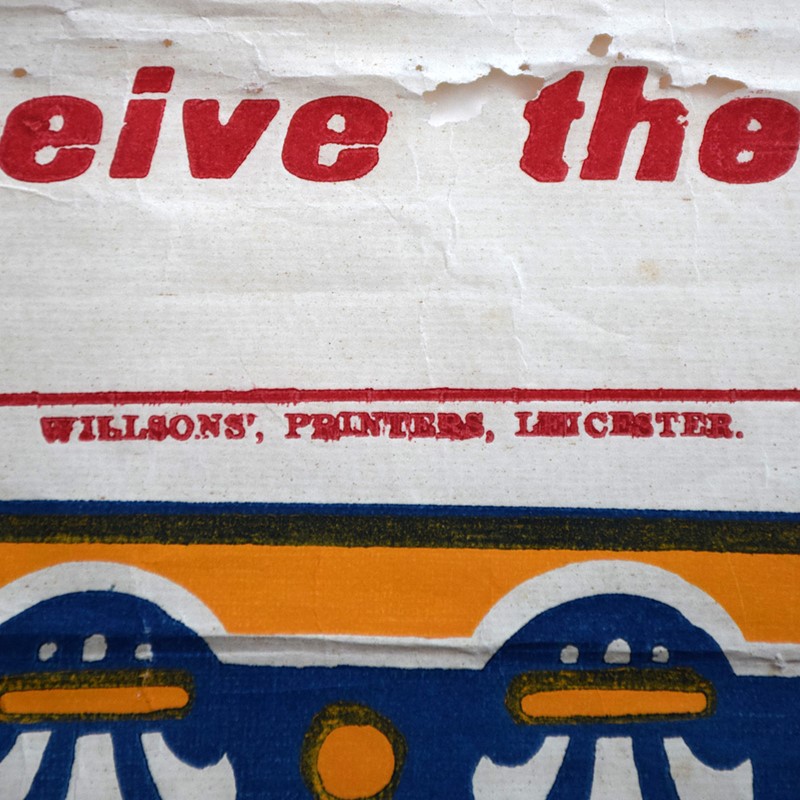 eive the
WILLSONS', PRINTERS, LEICESTER.